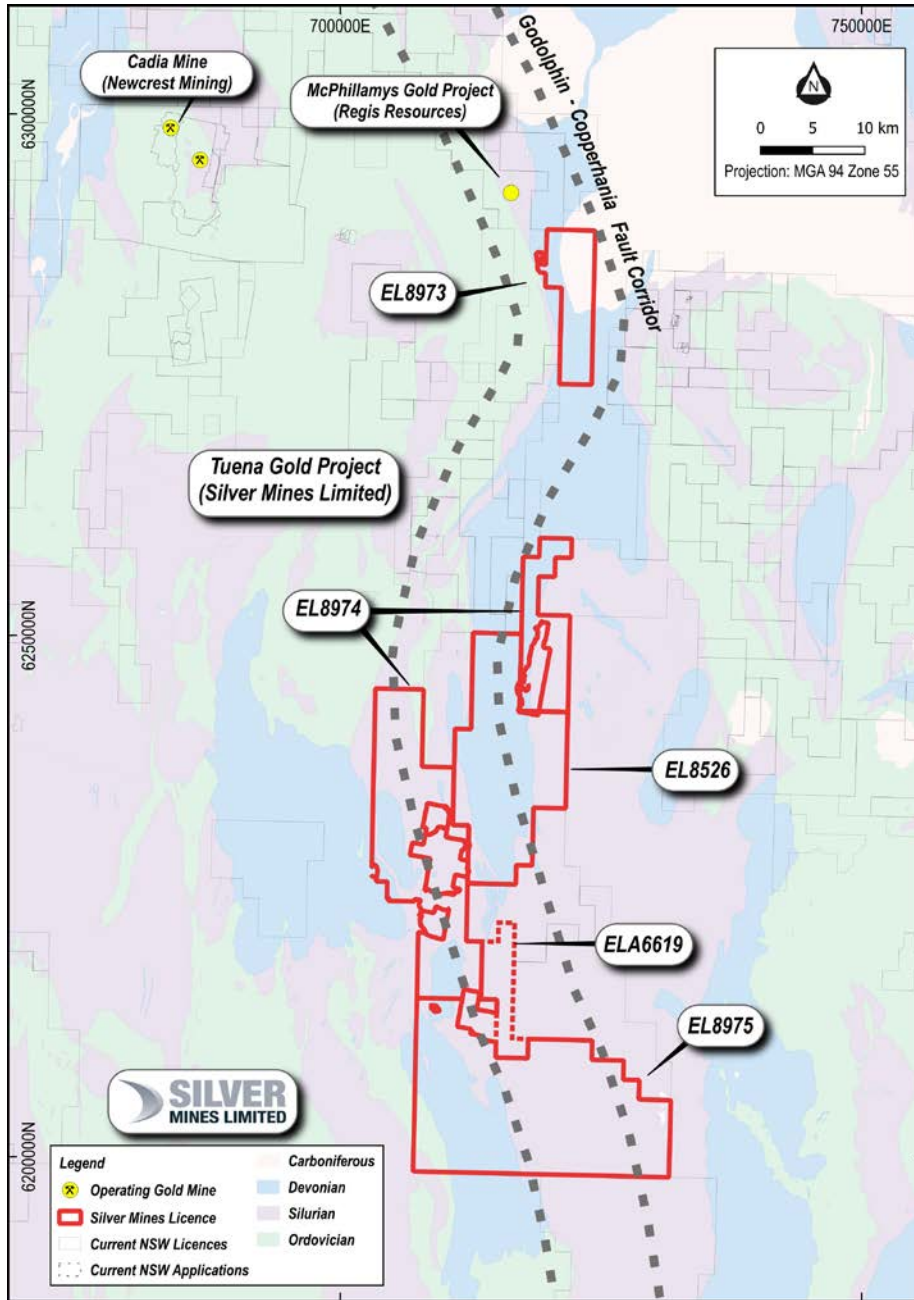 700000E
750000E
Cadia Mine
(Newcrest Mining)
McPhillamys Gold Project
(Regis Resources)
Godolphin - Copperhania Fault Corridor
N
0 5 10 km
Projection: MGA 94 Zone 55
6300000N
EL8973
Tuena Gold Project
(Silver Mines Limited)
EL8974
6250000N
EL8526
ELA6619
EL8975
SILVER
MINES LIMITED
6200000N
Legend
Operating Gold Mine
Silver Mines Licence
Current NSW Licences
Current NSW Applications
Carboniferous
Devonian
Silurian
Ordovician